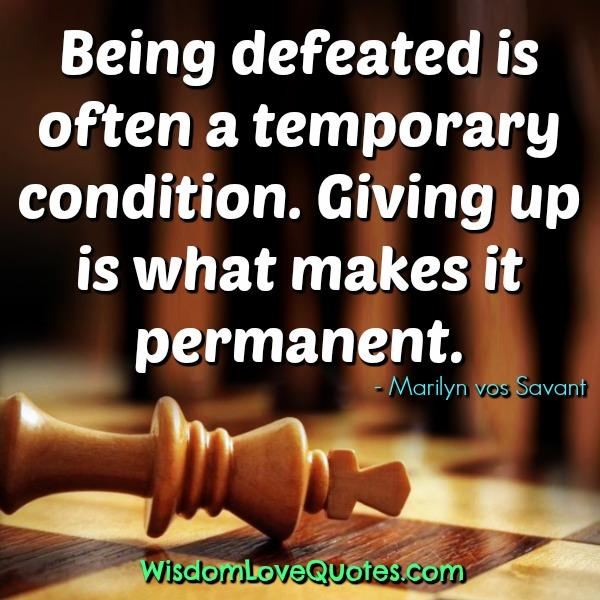 Being defeated is
often a temporary
condition. Giving up
is what makes it
permanent.
- Marilyn vos Savant
WisdomLoveQuotes.com